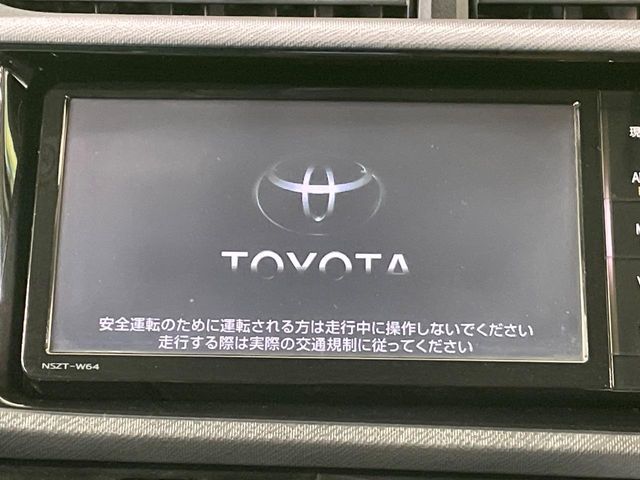 TOYOTA
安全運転のために運転される方は走行中に操作しないでください
走行する際は実際の交通規制に従ってください
NSZT-W64
現